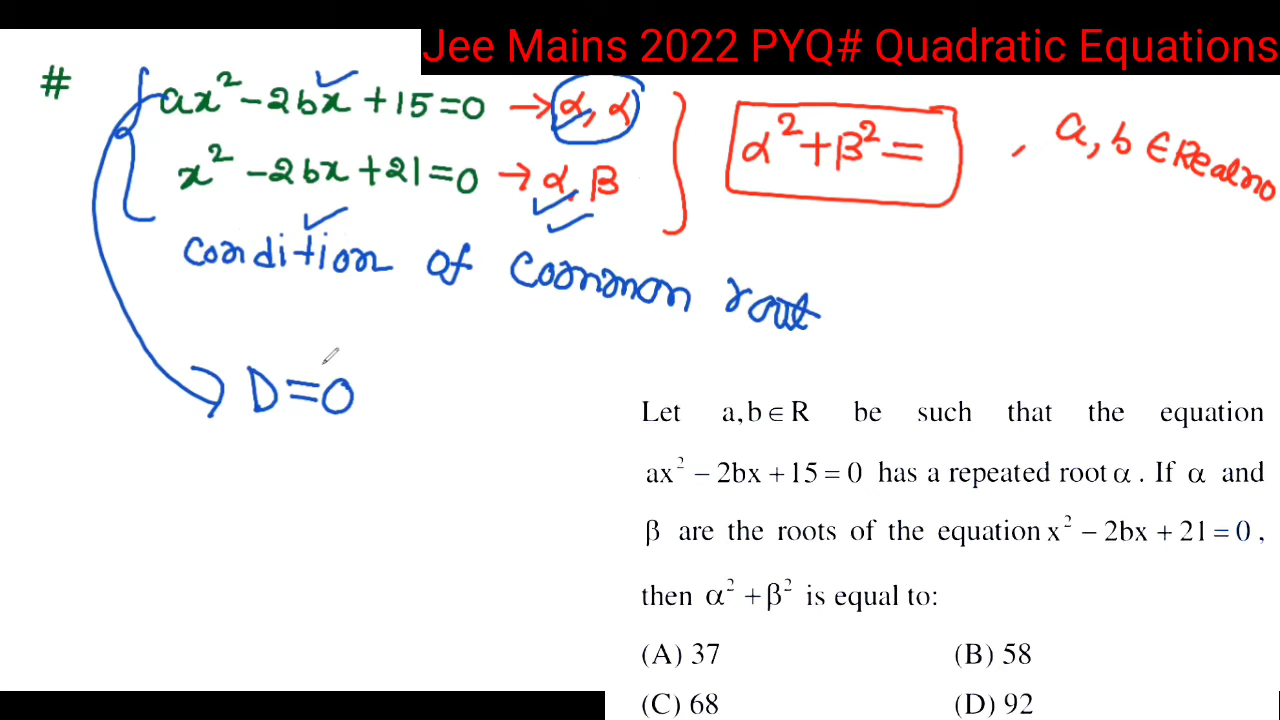 Jee Mains 2022 PYQ# Quadratic Equations
# ax² - 2bx + 15 = 0 → α, α
x² - 2bx + 21 = 0 → α, β
α² + β² = , a, b ∈ Real no
condition of common root
D = 0
Let a, b ∈ R be such that the equation
ax² − 2bx + 15 = 0 has a repeated root α . If α and
β are the roots of the equation x² − 2bx + 21 = 0 ,
then α² + β² is equal to:
(A) 37 (B) 58
(C) 68 (D) 92